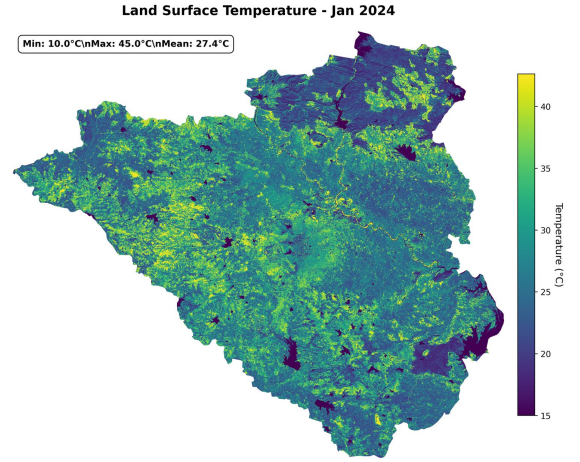 Land Surface Temperature - Jan 2024
Min: 10.0°C\nMax: 45.0°C\nMean: 27.4°C
40
35
30
25
20
15
Temperature (°C)